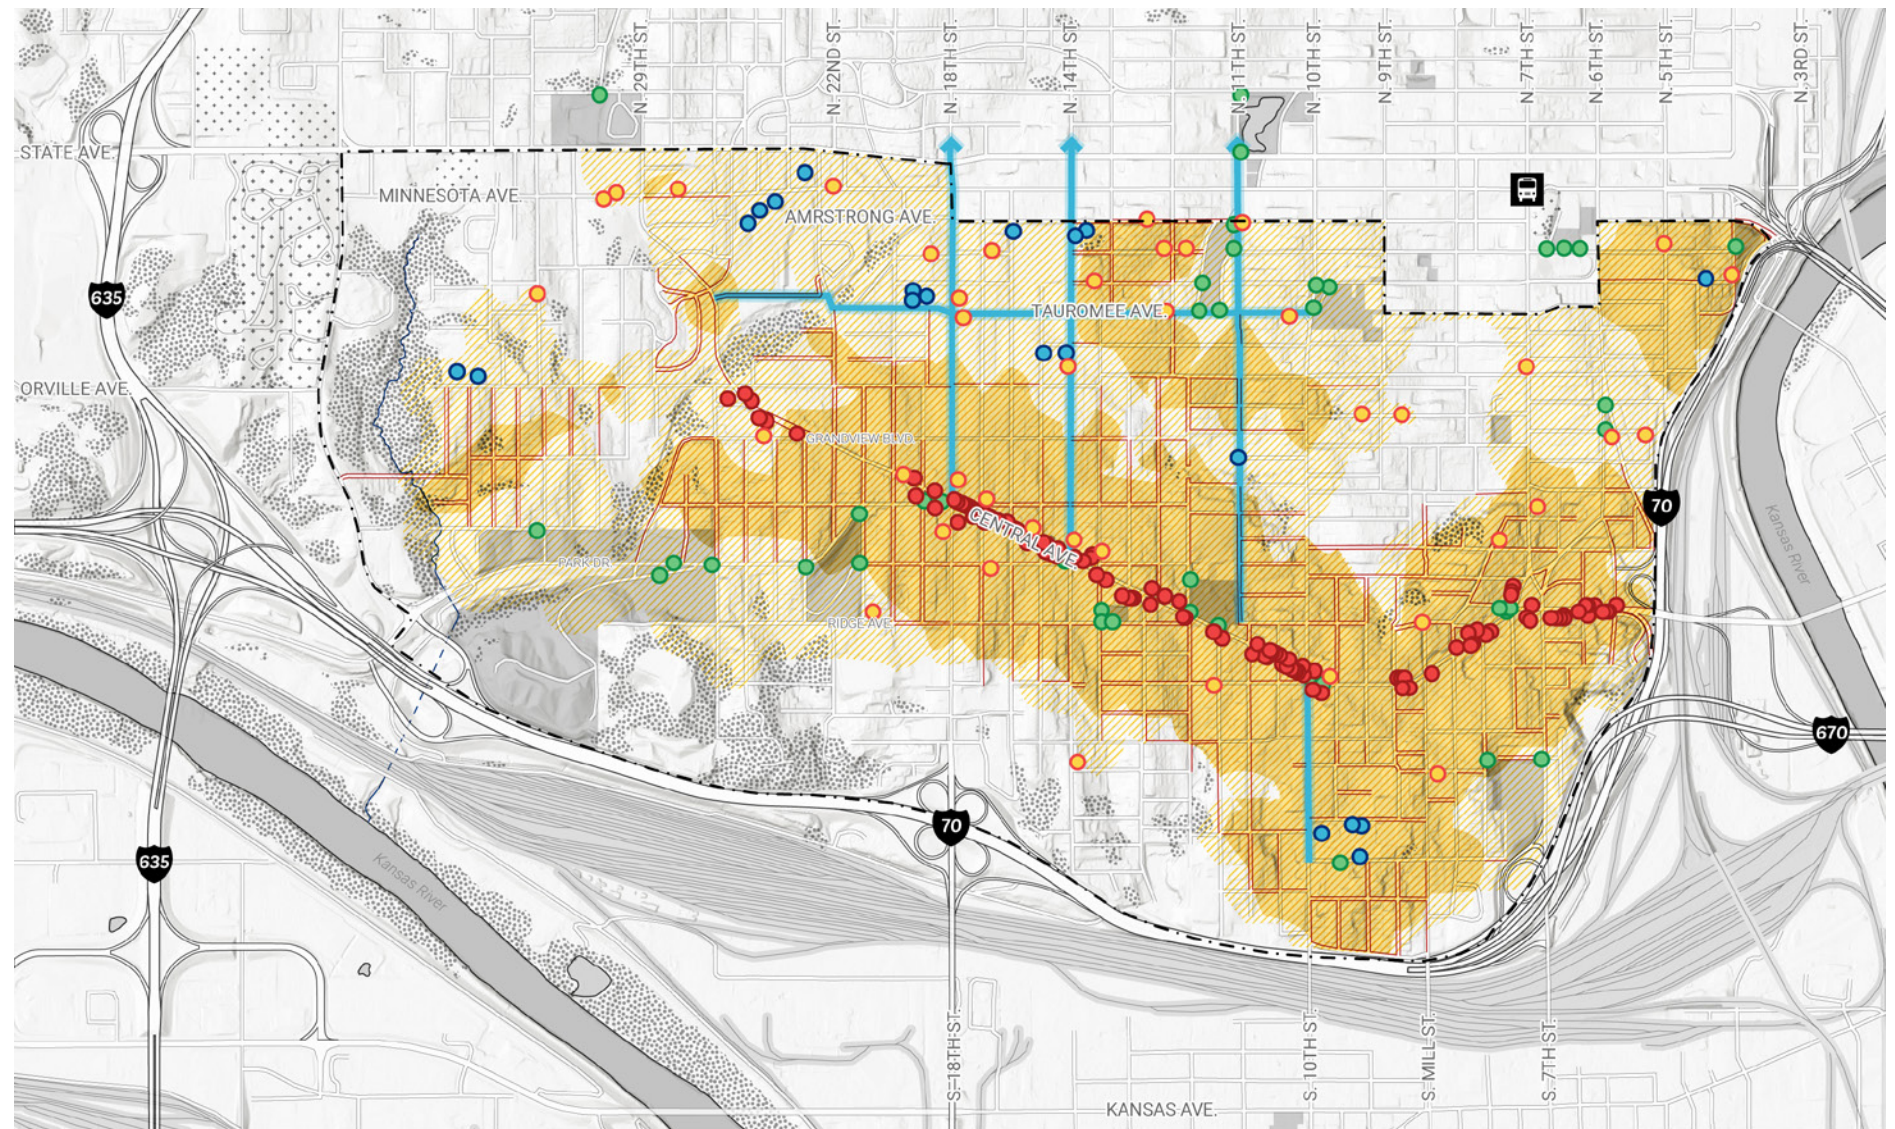 N. 29TH ST.
N. 22ND ST.
N. 18TH ST.
N. 14TH ST.
N. 11TH ST.
N. 10TH ST.
N. 9TH ST.
N. 7TH ST.
N. 6TH ST.
N. 5TH ST.
N. 3RD ST.
STATE AVE.
MINNESOTA AVE.
AMRSTRONG AVE.
635
TAUROMEE AVE.
ORVILLE AVE.
GRANDVIEW BLVD.
CENTRAL AVE.
70
Kansas River
PARK DR.
RIDGE AVE.
670
70
635
Kansas River
S. 18TH ST.
S. 10TH ST.
S. MILL ST.
S. 7TH ST.
KANSAS AVE.